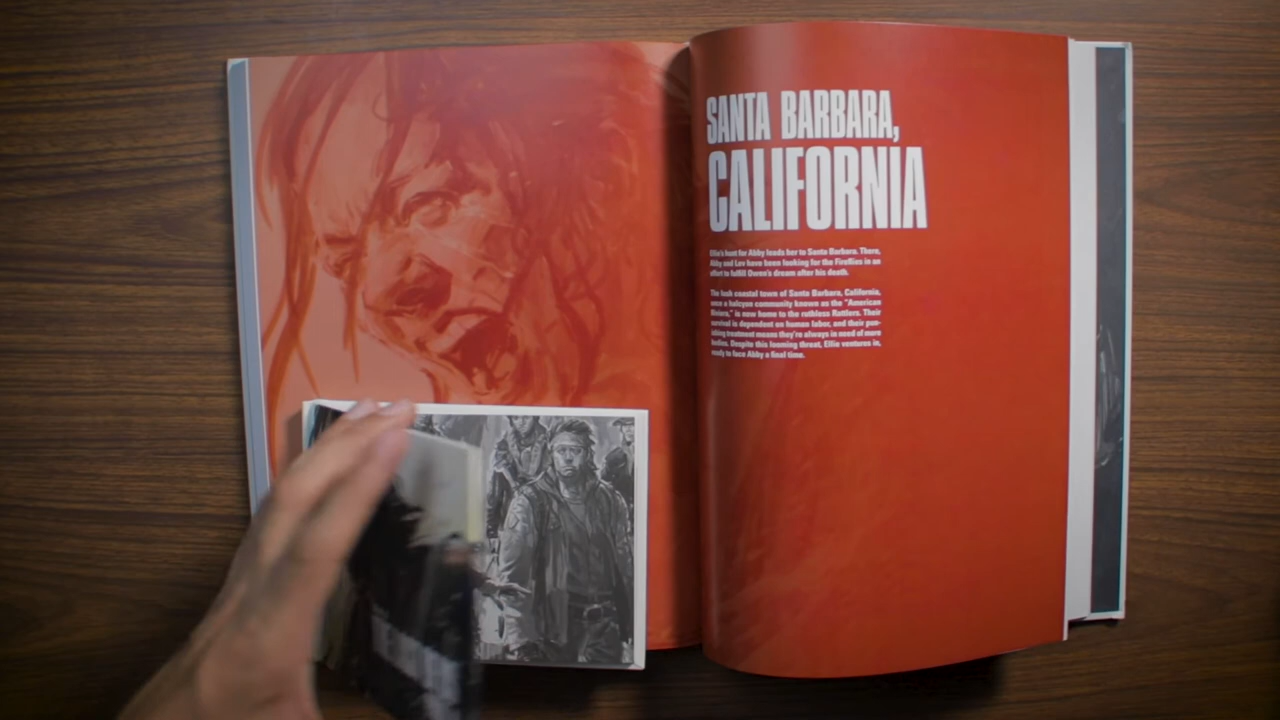 SANTA BARBARA,
CALIFORNIA
Ellie's hunt for Abby leads her to Santa Barbara. There,
Abby and Lev have been looking for the Fireflies in an
effort to fulfill Owen's dream after his death.
The lush coastal town of Santa Barbara, California,
once a halcyon community known as the "American
Riviera," is now home to the ruthless Rattlers. Their
survival is dependent on human labor, and their pun-
ishing treatment means they're always in need of more
bodies. Despite this looming threat, Ellie ventures in,
ready to face Abby a final time.